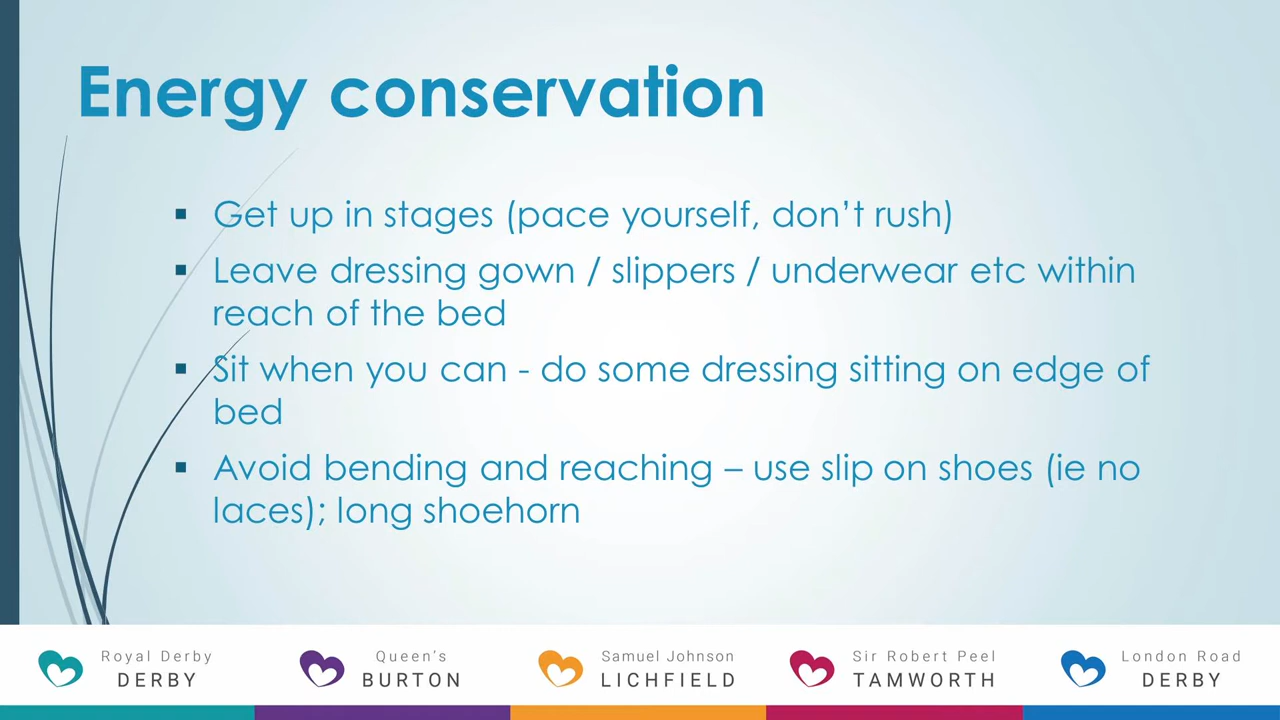 Energy conservation
▪ Get up in stages (pace yourself, don’t rush)
▪ Leave dressing gown / slippers / underwear etc within
reach of the bed
▪ Sit when you can - do some dressing sitting on edge of
bed
▪ Avoid bending and reaching – use slip on shoes (ie no
laces); long shoehorn
Royal Derby
DERBY
Queen’s
BURTON
Samuel Johnson
LICHFIELD
Sir Robert Peel
TAMWORTH
London Road
DERBY